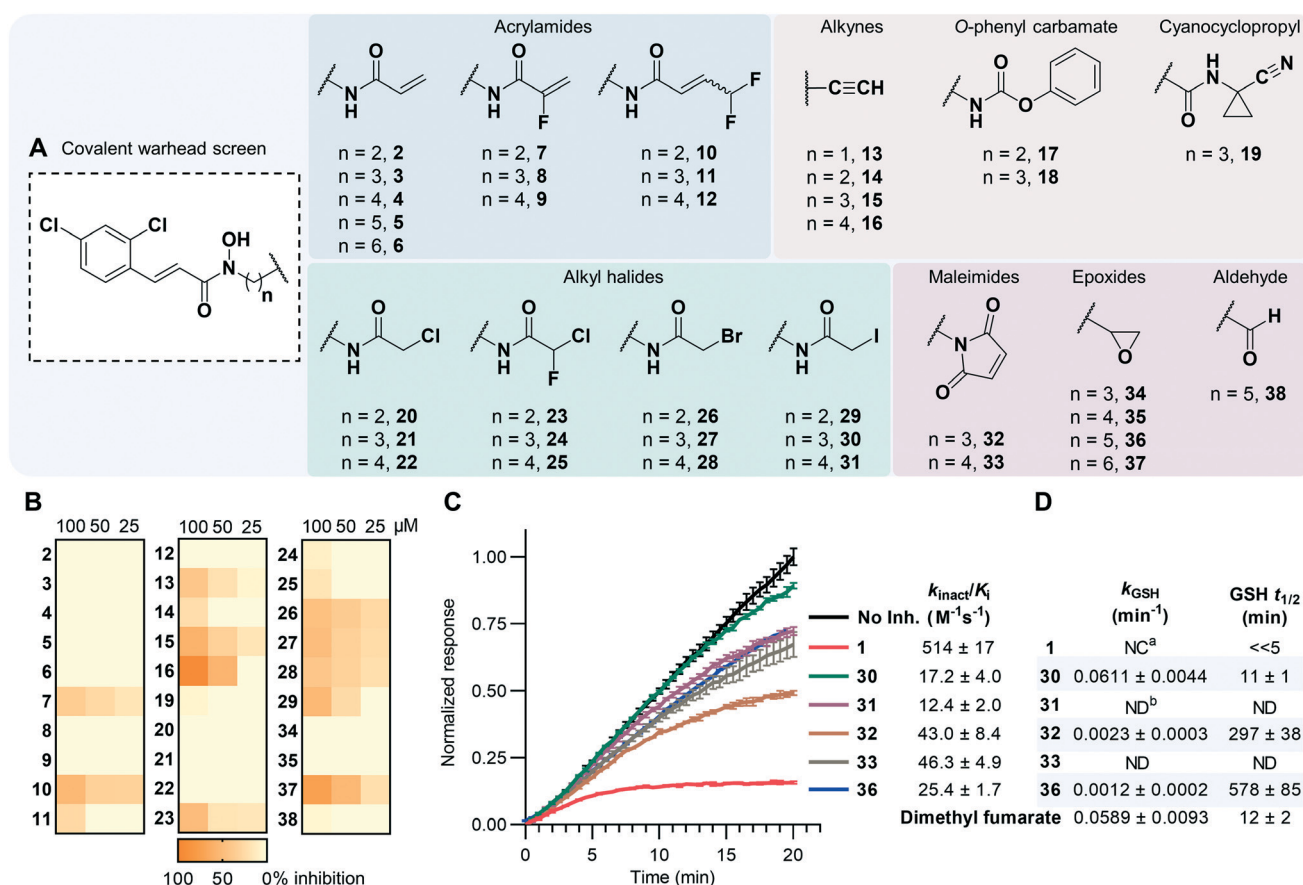 A Covalent warhead screen
Cl
Cl
OH
N
O
n
Acrylamides
O
N
H
n = 2, 2
n = 3, 3
n = 4, 4
n = 5, 5
n = 6, 6
O
N
H
F
n = 2, 7
n = 3, 8
n = 4, 9
O
N
H
F
F
n = 2, 10
n = 3, 11
n = 4, 12
Alkynes
C≡CH
n = 1, 13
n = 2, 14
n = 3, 15
n = 4, 16
O-phenyl carbamate
O
N
H
O
n = 2, 17
n = 3, 18
Cyanocyclopropyl
H
N
C≡N
O
n = 3, 19
Alkyl halides
O
N
H
Cl
n = 2, 20
n = 3, 21
n = 4, 22
O
N
H
Cl
F
n = 2, 23
n = 3, 24
n = 4, 25
O
N
H
Br
n = 2, 26
n = 3, 27
n = 4, 28
O
N
H
I
n = 2, 29
n = 3, 30
n = 4, 31
Maleimides
O
N
O
n = 3, 32
n = 4, 33
Epoxides
O
n = 3, 34
n = 4, 35
n = 5, 36
n = 6, 37
Aldehyde
H
O
n = 5, 38
B
100 50 25
100 50 25
100 50 25 µM
2
3
4
5
6
7
8
9
10
11
12
13
14
15
16
19
20
21
22
23
24
25
26
27
28
29
34
35
37
38
100 50 0% inhibition
C
Normalized response
1.00
0.75
0.50
0.25
0.00
0 5 10 15 20
Time (min)
kinact/Ki
No Inh. (M-1s-1)
1 514 ± 17
30 17.2 ± 4.0
31 12.4 ± 2.0
32 43.0 ± 8.4
33 46.3 ± 4.9
36 25.4 ± 1.7
D
kGSH GSH t1/2
(min-1) (min)
1 NCa <<5
30 0.0611 ± 0.0044 11 ± 1
31 NDb ND
32 0.0023 ± 0.0003 297 ± 38
33 ND ND
36 0.0012 ± 0.0002 578 ± 85
Dimethyl fumarate 0.0589 ± 0.0093 12 ± 2